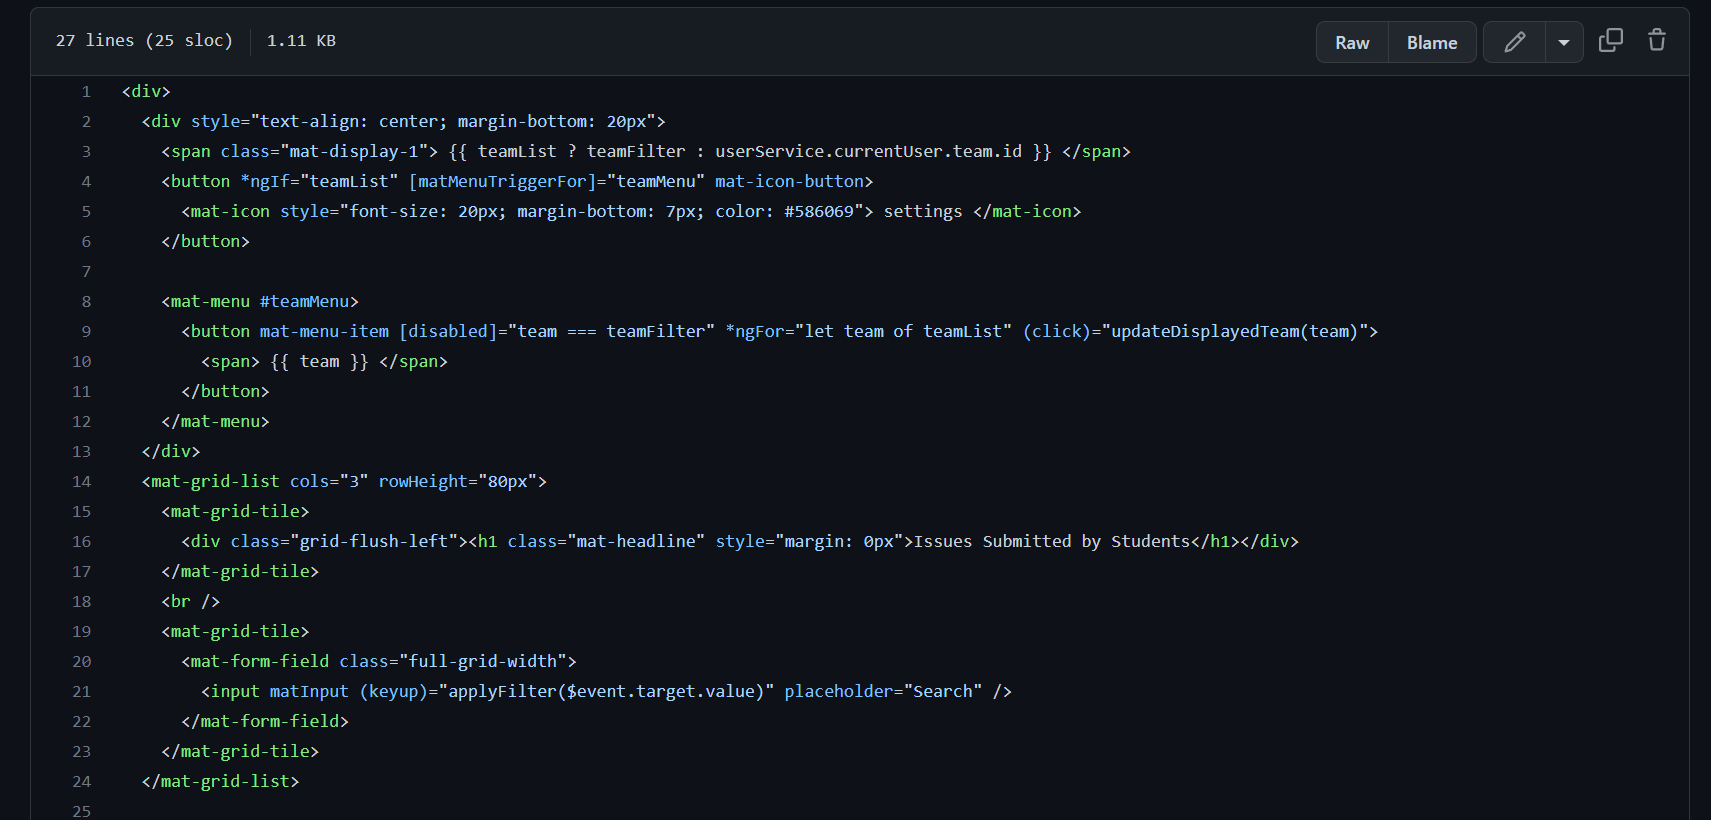 27 lines (25 sloc) 1.11 KB Raw Blame
1 <div>
2 <div style="text-align: center; margin-bottom: 20px">
3 <span class="mat-display-1"> {{ teamList ? teamFilter : userService.currentUser.team.id }} </span>
4 <button *ngIf="teamList" [matMenuTriggerFor]="teamMenu" mat-icon-button>
5 <mat-icon style="font-size: 20px; margin-bottom: 7px; color: #586069"> settings </mat-icon>
6 </button>
7
8 <mat-menu #teamMenu>
9 <button mat-menu-item [disabled]="team === teamFilter" *ngFor="let team of teamList" (click)="updateDisplayedTeam(team)">
10 <span> {{ team }} </span>
11 </button>
12 </mat-menu>
13 </div>
14 <mat-grid-list cols="3" rowHeight="80px">
15 <mat-grid-tile>
16 <div class="grid-flush-left"><h1 class="mat-headline" style="margin: 0px">Issues Submitted by Students</h1></div>
17 </mat-grid-tile>
18 <br />
19 <mat-grid-tile>
20 <mat-form-field class="full-grid-width">
21 <input matInput (keyup)="applyFilter($event.target.value)" placeholder="Search" />
22 </mat-form-field>
23 </mat-grid-tile>
24 </mat-grid-list>
25